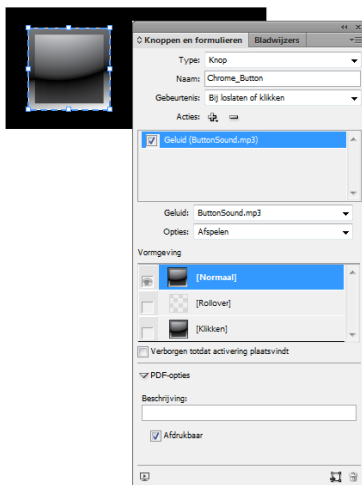 Knoppen en formulieren Bladwijzers
Type: Knop
Naam: Chrome_Button
Gebeurtenis: Bij loslaten of klikken
Acties:
Geluid (ButtonSound.mp3)
Geluid: ButtonSound.mp3
Opties: Afspelen
Vormgeving
[Normaal]
[Rollover]
[Klikken]
Verborgen totdat activering plaatsvindt
PDF-opties
Beschrijving:
Afdrukbaar